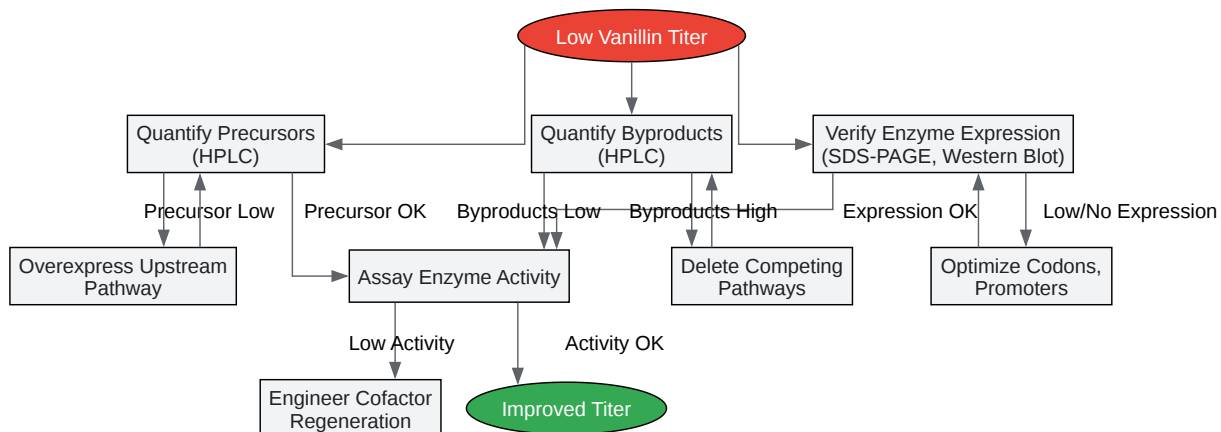 Low Vanillin Titer
Quantify Precursors
(HPLC)
Quantify Byproducts
(HPLC)
Verify Enzyme Expression
(SDS-PAGE, Western Blot)
Precursor Low
Precursor OK
Byproducts Low
Byproducts High
Expression OK
Low/No Expression
Overexpress Upstream
Pathway
Assay Enzyme Activity
Delete Competing
Pathways
Optimize Codons,
Promoters
Low Activity
Activity OK
Engineer Cofactor
Regeneration
Improved Titer